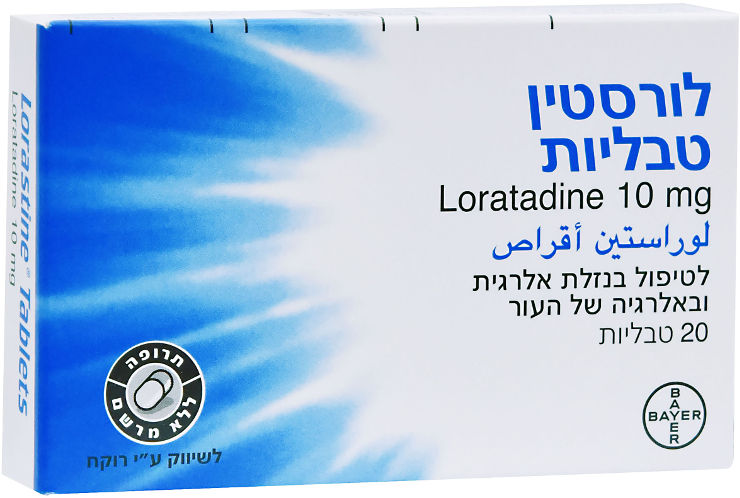 לורסטין
טבליות
Loratadine 10 mg
لوراستين أقراص
לטיפול בנזלת אלרגית
ובאלרגיה של העור
20 טבליות
BAYER
BAYER
תרופה
ללא מרשם
לשיווק ע״י רוקח
Lorastine® Tablets
Loratadine 10 mg